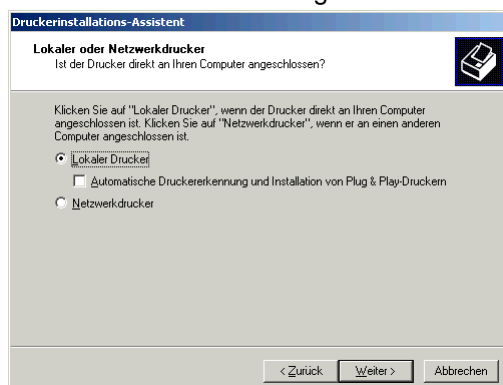 Druckerinstallations-Assistent
Lokaler oder Netzwerkdrucker
Ist der Drucker direkt an Ihren Computer angeschlossen?
Klicken Sie auf "Lokaler Drucker", wenn der Drucker direkt an Ihren Computer
angeschlossen ist. Klicken Sie auf "Netzwerkdrucker", wenn er an einen anderen
Computer angeschlossen ist.
Lokaler Drucker
Automatische Druckererkennung und Installation von Plug & Play-Druckern
Netzwerkdrucker
< Zurück Weiter > Abbrechen